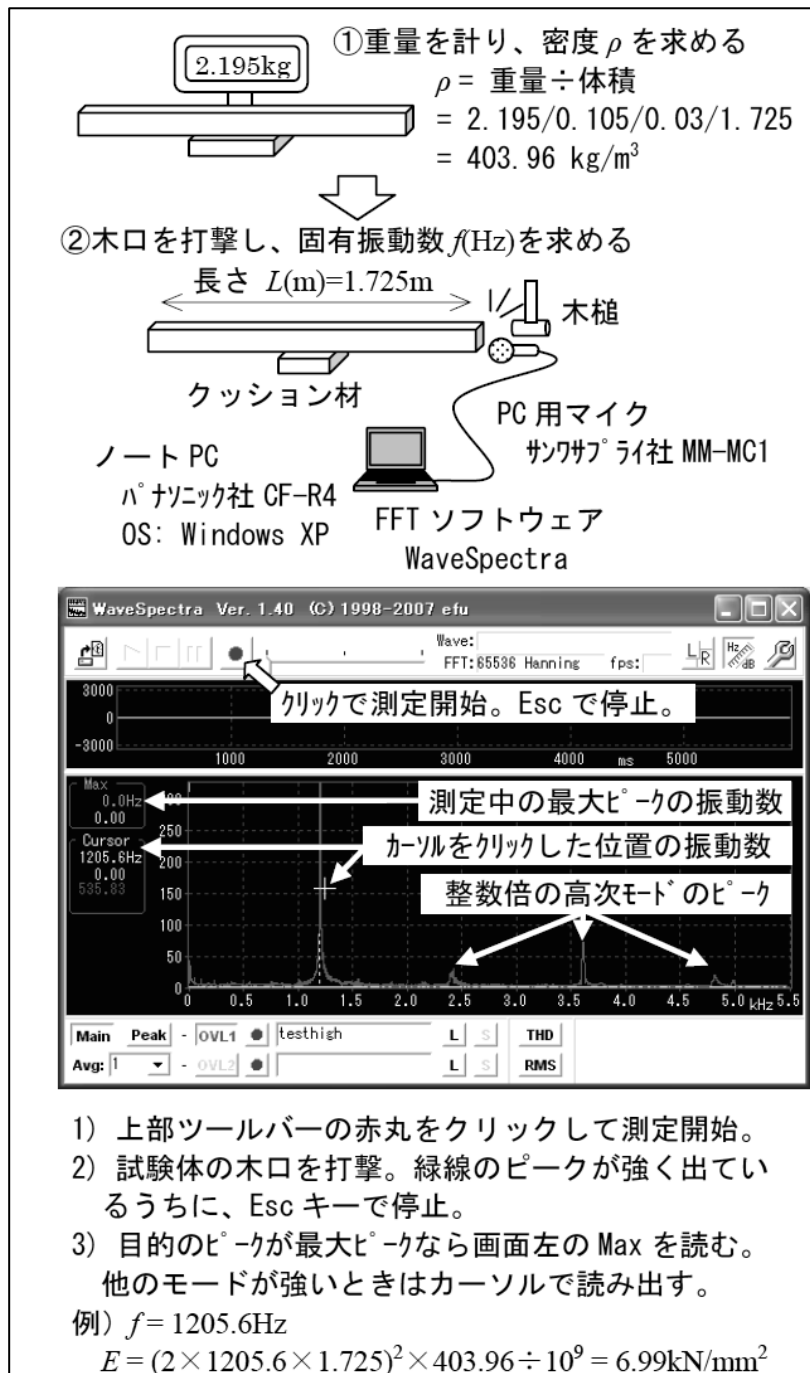 2.195kg
①重量を計り、密度 ρ を求める
ρ = 重量÷体積
= 2.195/0.105/0.03/1.725
= 403.96 kg/m³
②木口を打撃し、固有振動数 f(Hz)を求める
長さ L(m)=1.725m
木槌
クッション材
PC用マイク
ｻﾝﾜｻﾌﾟﾗｲ社 MM-MC1
ノート PC
ﾊﾟﾅｿﾆｯｸ社 CF-R4
OS: Windows XP
FFT ソフトウェア
WaveSpectra
WaveSpectra Ver. 1.40 (C) 1998-2007 efu
Wave:
FFT:65536 Hanning fps:
L R
Hz dB
3000
0
-3000
ｸﾘｯｸで測定開始。Esc で停止。
1000 2000 3000 4000 ms 5000
Max
0.0Hz
0.00
測定中の最大ﾋﾟｰｸの振動数
Cursor
1205.6Hz
0.00
535.83
ｶｰｿﾙをｸﾘｯｸした位置の振動数
整数倍の高次ﾓｰﾄﾞのﾋﾟｰｸ
250
200
150
100
50
0
0 0.5 1.0 1.5 2.0 2.5 3.0 3.5 4.0 4.5 5.0 kHz 5.5
Main Peak - OVL1 testhigh L S THD
Avg: 1 - OVL2 L S RMS
1) 上部ツールバーの赤丸をクリックして測定開始。
2) 試験体の木口を打撃。緑線のピークが強く出てい
るうちに、Esc キーで停止。
3) 目的のﾋﾟｰｸが最大ﾋﾟｰｸなら画面左の Max を読む。
他のモードが強いときはカーソルで読み出す。
例) f = 1205.6Hz
E = (2×1205.6×1.725)²×403.96÷10⁹ = 6.99kN/mm²